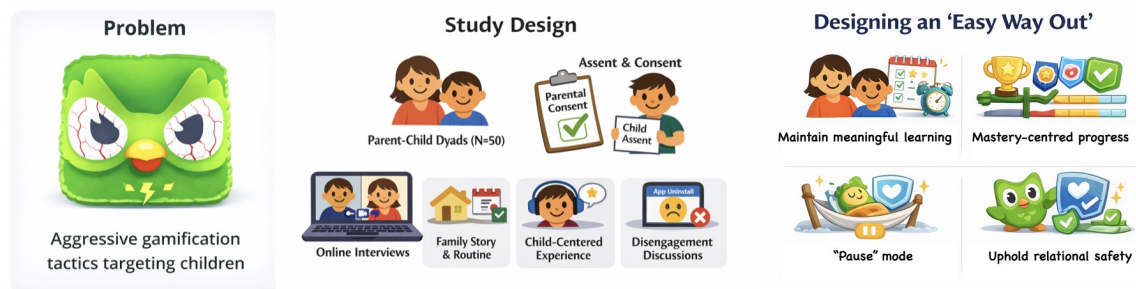 Problem
Aggressive gamification
tactics targeting children
Study Design
Parent-Child Dyads (N=50)
Assent & Consent
Parental
Consent
Child
Assent
Online Interviews
Family Story
& Routine
Child-Centered
Experience
App Uninstall
Disengagement
Discussions
Designing an ‘Easy Way Out’
Maintain meaningful learning
Mastery-centred progress
“Pause” mode
Uphold relational safety